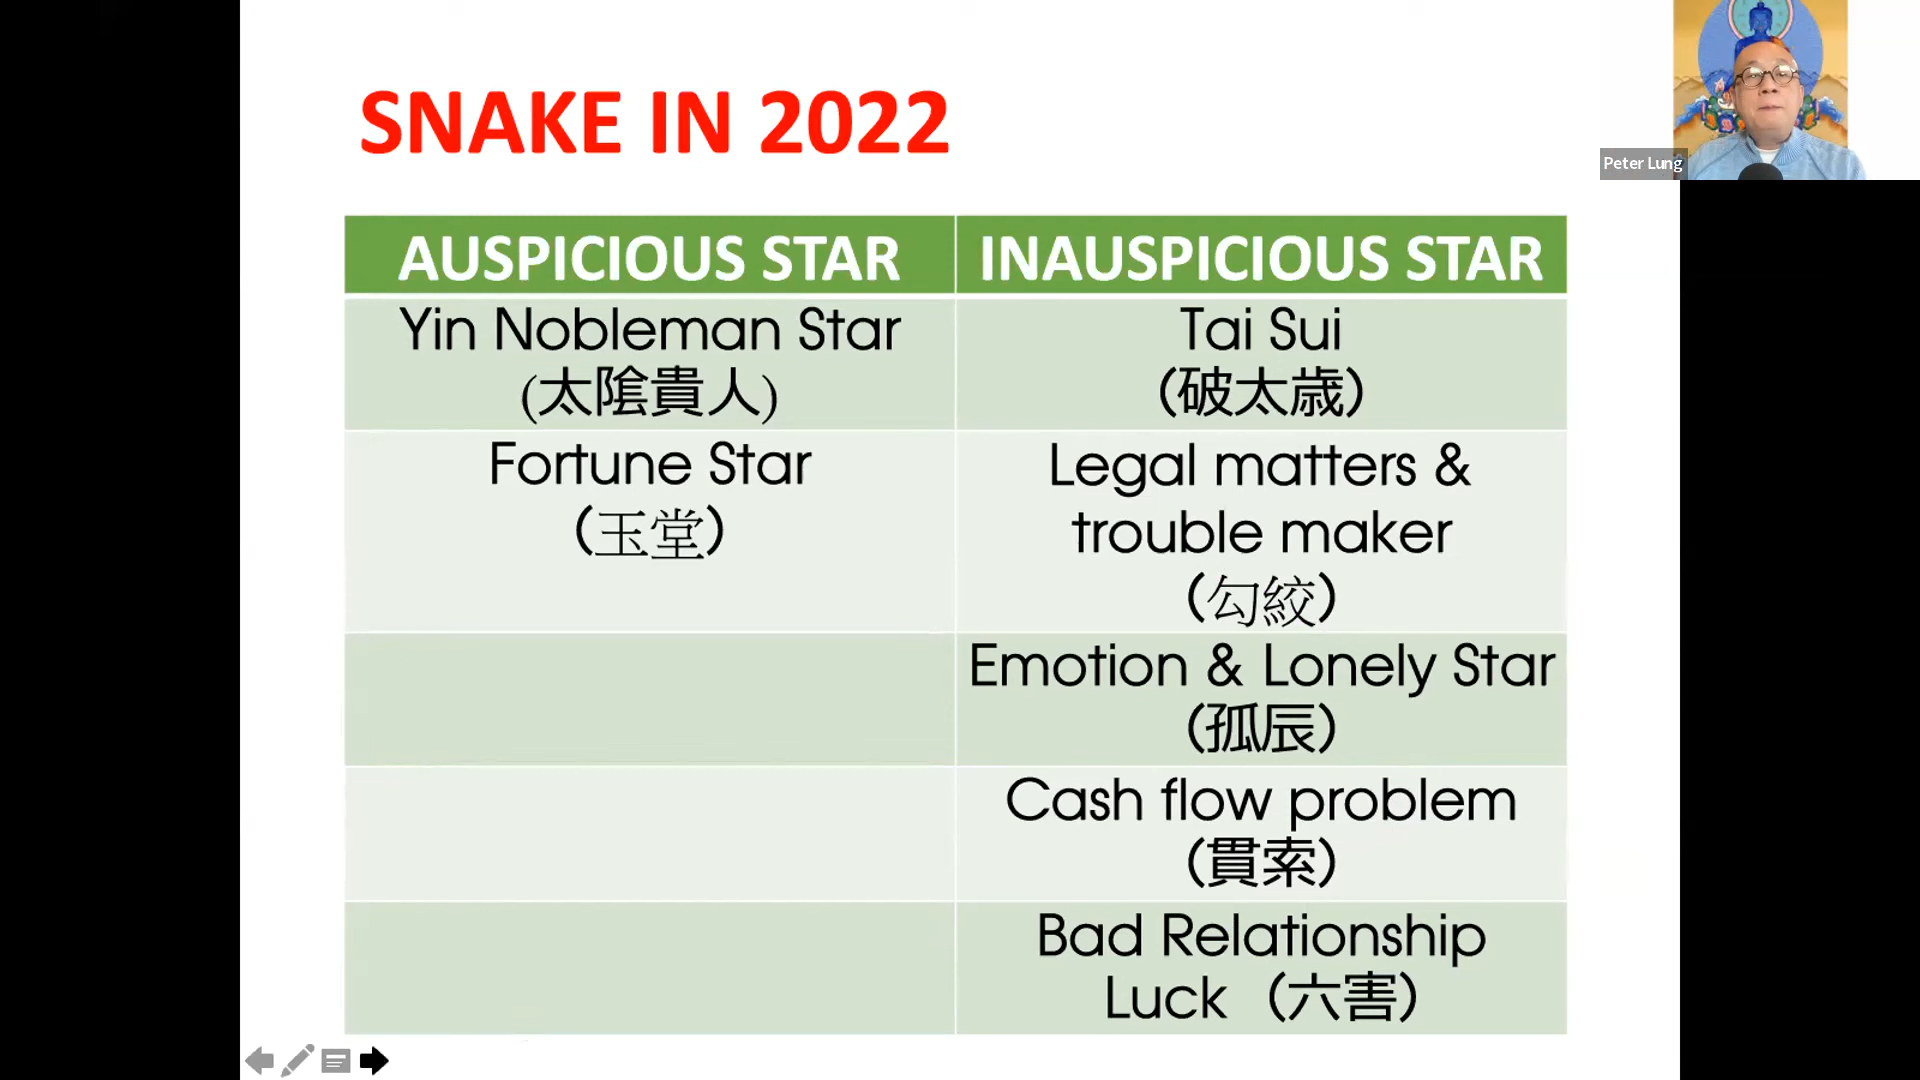 SNAKE IN 2022
Peter Lung
AUSPICIOUS STAR
INAUSPICIOUS STAR
Yin Nobleman Star
(太陰貴人)
Tai Sui
（破太歳）
Fortune Star
（玉堂）
Legal matters &
trouble maker
（勾絞）
Emotion & Lonely Star
（孤辰）
Cash flow problem
（貫索）
Bad Relationship
Luck （六害）